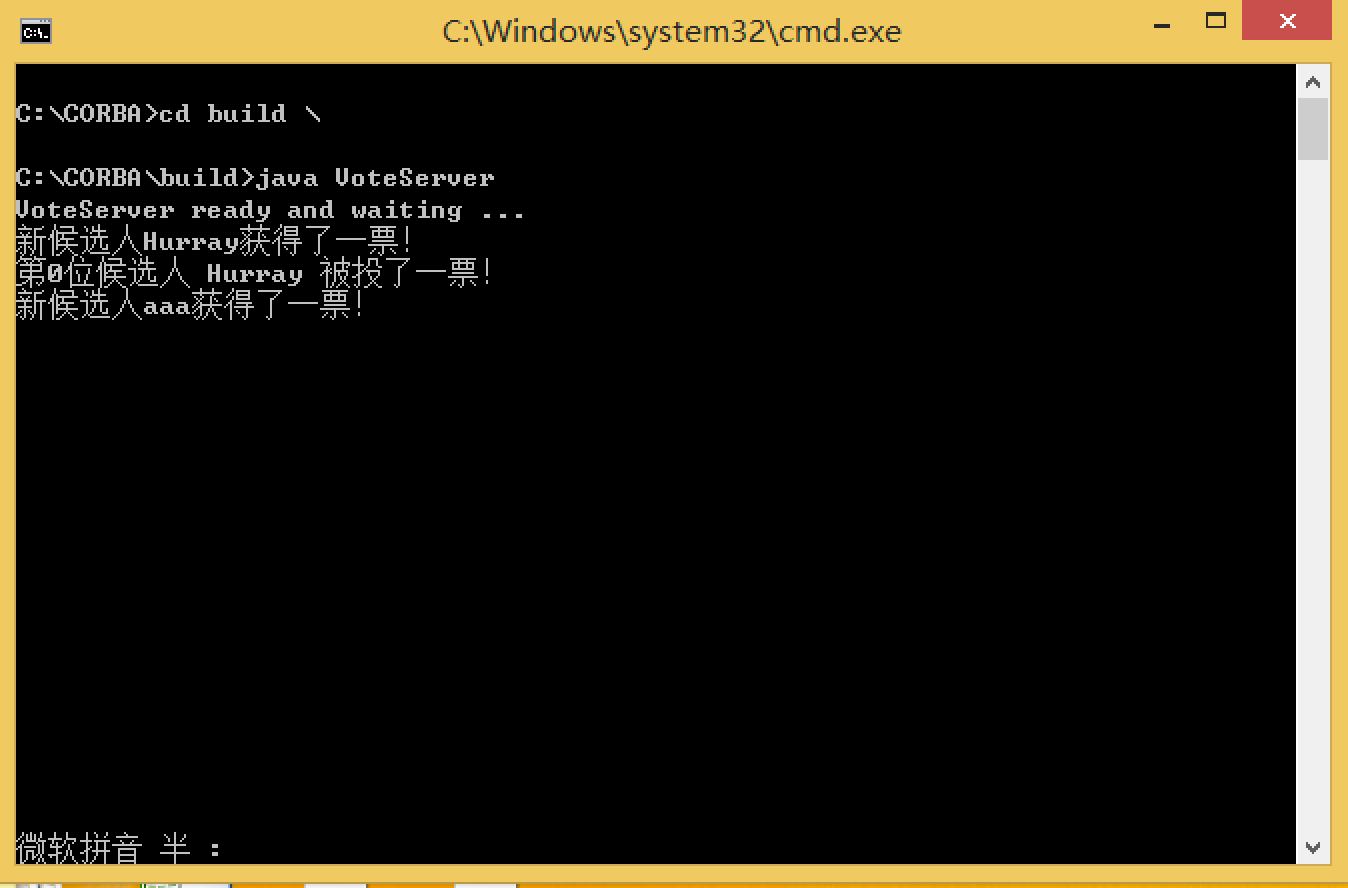 C:\Windows\system32\cmd.exe
C:\CORBA>cd build \
C:\CORBA\build>java VoteServer
VoteServer ready and waiting ...
新候选人Hurray获得了一票!
第0位候选人 Hurray 被投了一票!
新候选人aaa获得了一票!
微软拼音 半 :